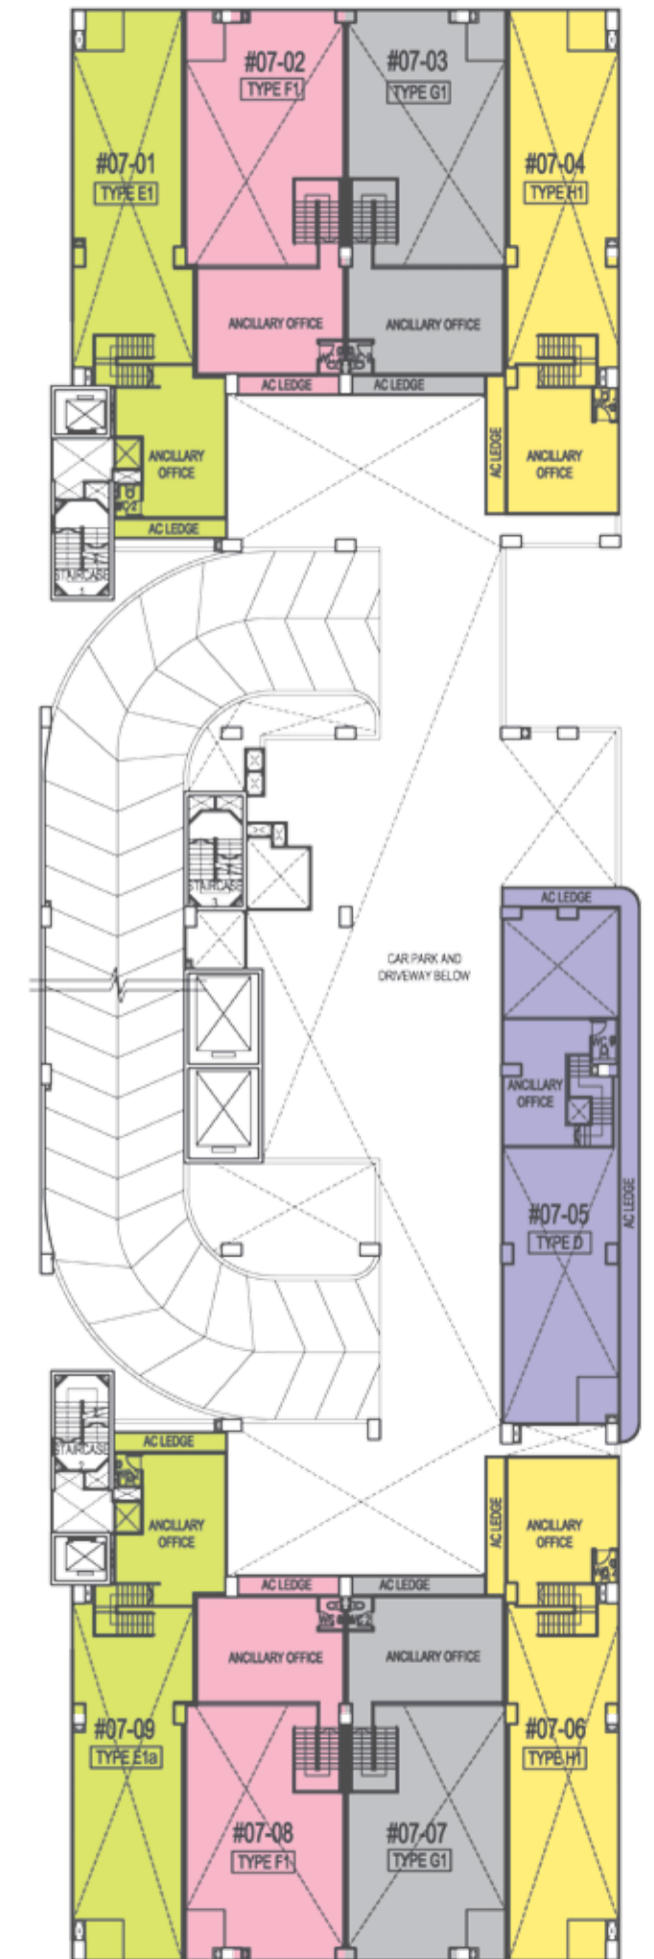 #07-02
TYPE F1
#07-03
TYPE G1
#07-01
TYPE E1
#07-04
TYPE H1
ANCILLARY OFFICE
ANCILLARY OFFICE
AC LEDGE
AC LEDGE
AC LEDGE
ANCILLARY
OFFICE
ANCILLARY
OFFICE
AC LEDGE
STAIRCASE
1
STAIRCASE
3
AC LEDGE
CAR PARK AND
DRIVEWAY BELOW
ANCILLARY
OFFICE
AC LEDGE
#07-05
TYPE D
STAIRCASE
2
AC LEDGE
ANCILLARY
OFFICE
AC LEDGE
ANCILLARY
OFFICE
AC LEDGE
AC LEDGE
ANCILLARY OFFICE
ANCILLARY OFFICE
#07-09
TYPE E1a
#07-06
TYPE H1
#07-08
TYPE F1
#07-07
TYPE G1